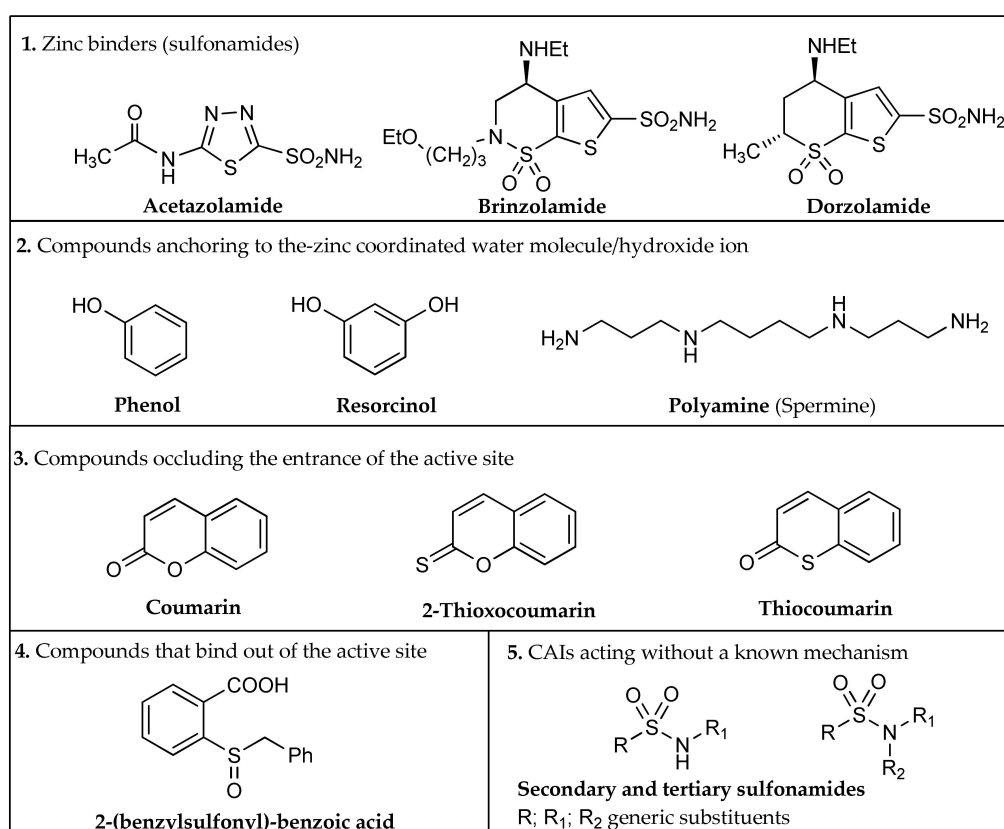 1. Zinc binders (sulfonamides)
NHEt
NHEt
O
N N
SO2NH2
SO2NH2
EtO
N
H3C
N
H
S
SO2NH2
(CH2)3
S
O O
S
H3C
S
O O
S
Acetazolamide
Brinzolamide
Dorzolamide
2. Compounds anchoring to the-zinc coordinated water molecule/hydroxide ion
HO
HO
OH
H2N
N
H
H
N
NH2
Phenol
Resorcinol
Polyamine (Spermine)
3. Compounds occluding the entrance of the active site
O
O
S
O
O
S
Coumarin
2-Thioxocoumarin
Thiocoumarin
4. Compounds that bind out of the active site
COOH
S
O
Ph
2-(benzylsulfonyl)-benzoic acid
5. CAIs acting without a known mechanism
O O
S
R
N
H
R1
O O
S
R
N
R1
R2
Secondary and tertiary sulfonamides
R; R1; R2 generic substituents